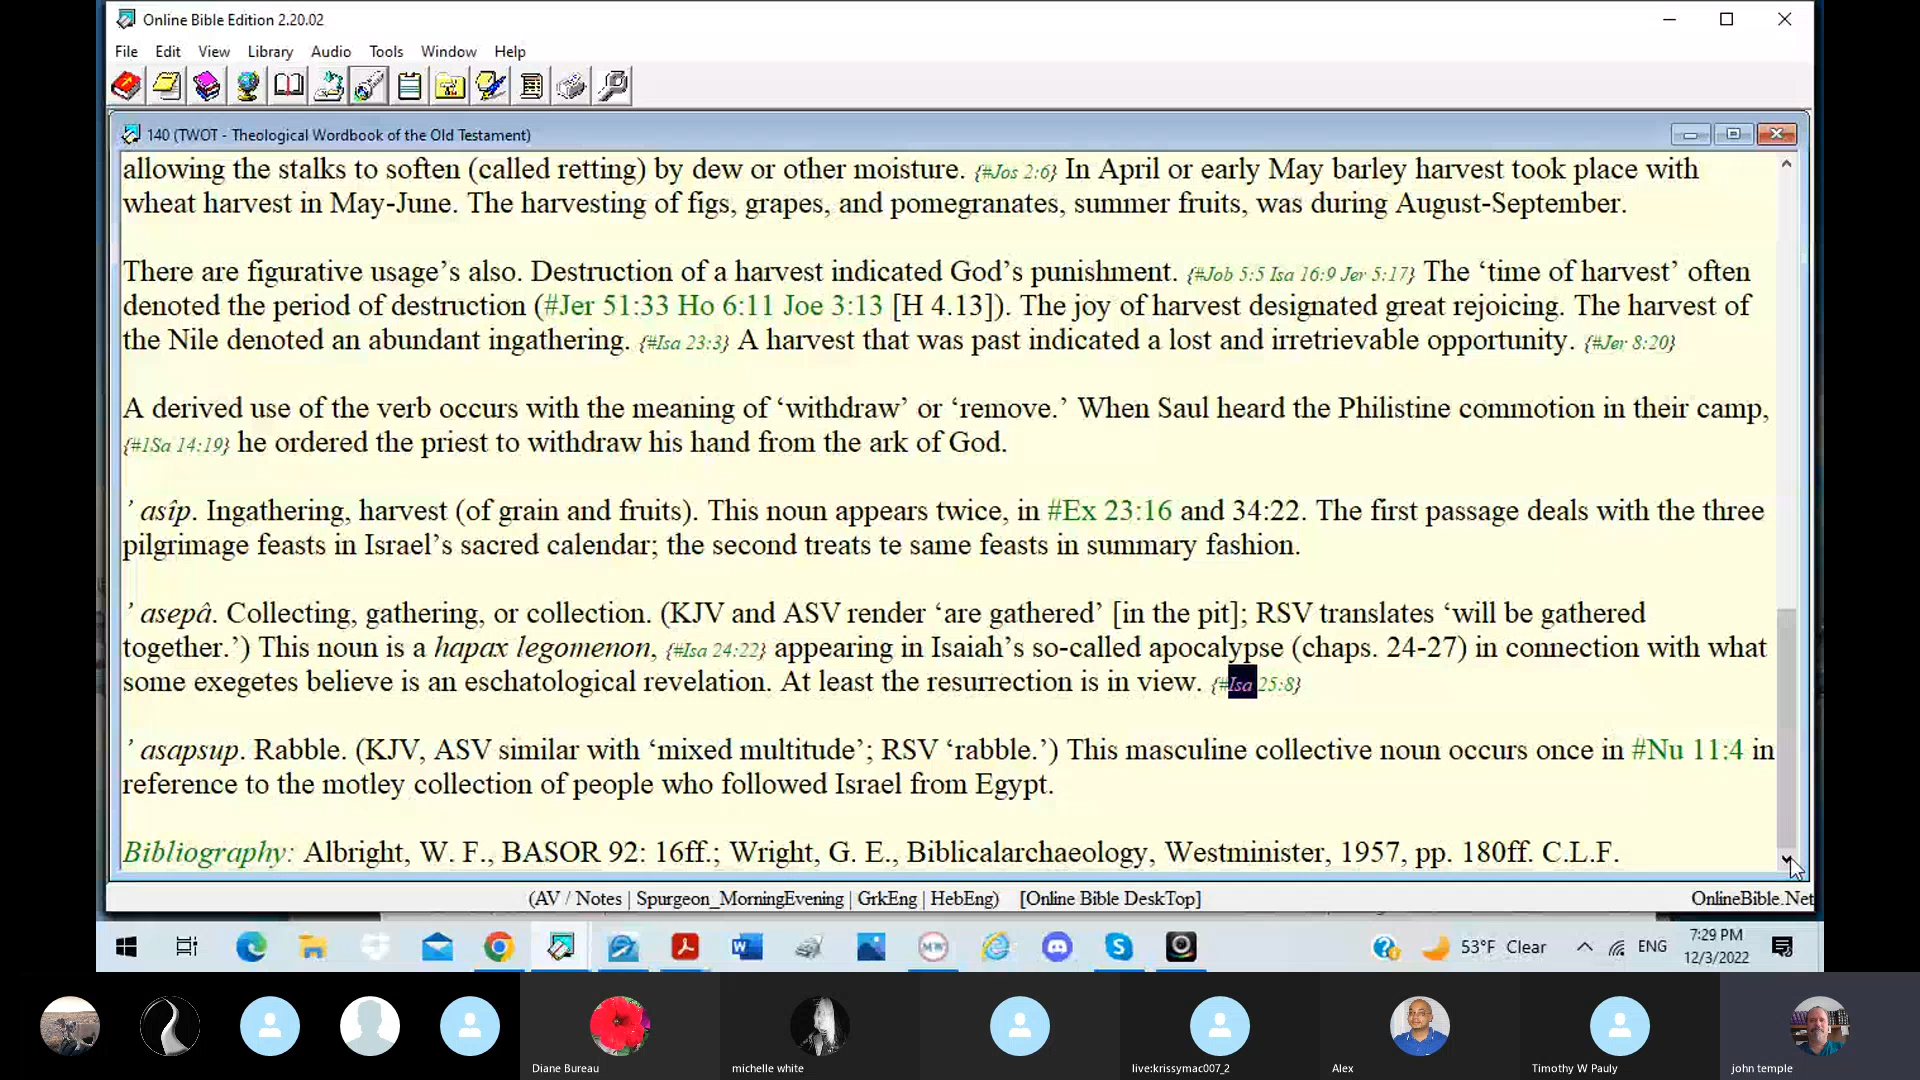 Online Bible Edition 2.20.02
File Edit View Library Audio Tools Window Help
140 (TWOT - Theological Wordbook of the Old Testament)
allowing the stalks to soften (called retting) by dew or other moisture. {#Jos 2:6} In April or early May barley harvest took place with
wheat harvest in May-June. The harvesting of figs, grapes, and pomegranates, summer fruits, was during August-September.
There are figurative usage’s also. Destruction of a harvest indicated God’s punishment. {#Job 5:5 Isa 16:9 Jer 5:17} The ‘time of harvest’ often
denoted the period of destruction (#Jer 51:33 Ho 6:11 Joe 3:13 [H 4.13]). The joy of harvest designated great rejoicing. The harvest of
the Nile denoted an abundant ingathering. {#Isa 23:3} A harvest that was past indicated a lost and irretrievable opportunity. {#Jer 8:20}
A derived use of the verb occurs with the meaning of ‘withdraw’ or ‘remove.’ When Saul heard the Philistine commotion in their camp,
{#1Sa 14:19} he ordered the priest to withdraw his hand from the ark of God.
’ asîp. Ingathering, harvest (of grain and fruits). This noun appears twice, in #Ex 23:16 and 34:22. The first passage deals with the three
pilgrimage feasts in Israel’s sacred calendar; the second treats te same feasts in summary fashion.
’ asepâ. Collecting, gathering, or collection. (KJV and ASV render ‘are gathered’ [in the pit]; RSV translates ‘will be gathered
together.’) This noun is a hapax legomenon, {#Isa 24:22} appearing in Isaiah’s so-called apocalypse (chaps. 24-27) in connection with what
some exegetes believe is an eschatological revelation. At least the resurrection is in view. {#Isa 25:8}
’ asapsup. Rabble. (KJV, ASV similar with ‘mixed multitude’; RSV ‘rabble.’) This masculine collective noun occurs once in #Nu 11:4 in
reference to the motley collection of people who followed Israel from Egypt.
Bibliography: Albright, W. F., BASOR 92: 16ff.; Wright, G. E., Biblicalarchaeology, Westminister, 1957, pp. 180ff. C.L.F.
(AV / Notes | Spurgeon_MorningEvening | GrkEng | HebEng) [Online Bible DeskTop] OnlineBible.Net
53°F Clear ENG 7:29 PM
12/3/2022
Diane Bureau michelle white live:krissymac007_2 Alex Timothy W Pauly john temple